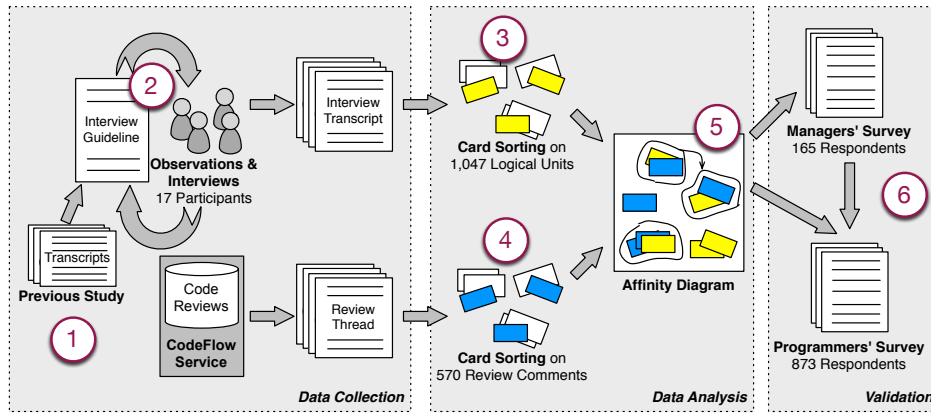 1
Previous Study
Transcripts
2
Interview
Guideline
Observations &
Interviews
17 Participants
Interview
Transcript
Code
Reviews
CodeFlow
Service
Review
Thread
Data Collection
3
Card Sorting on
1,047 Logical Units
4
Card Sorting on
570 Review Comments
5
Affinity Diagram
Data Analysis
Managers' Survey
165 Respondents
6
Programmers' Survey
873 Respondents
Validation